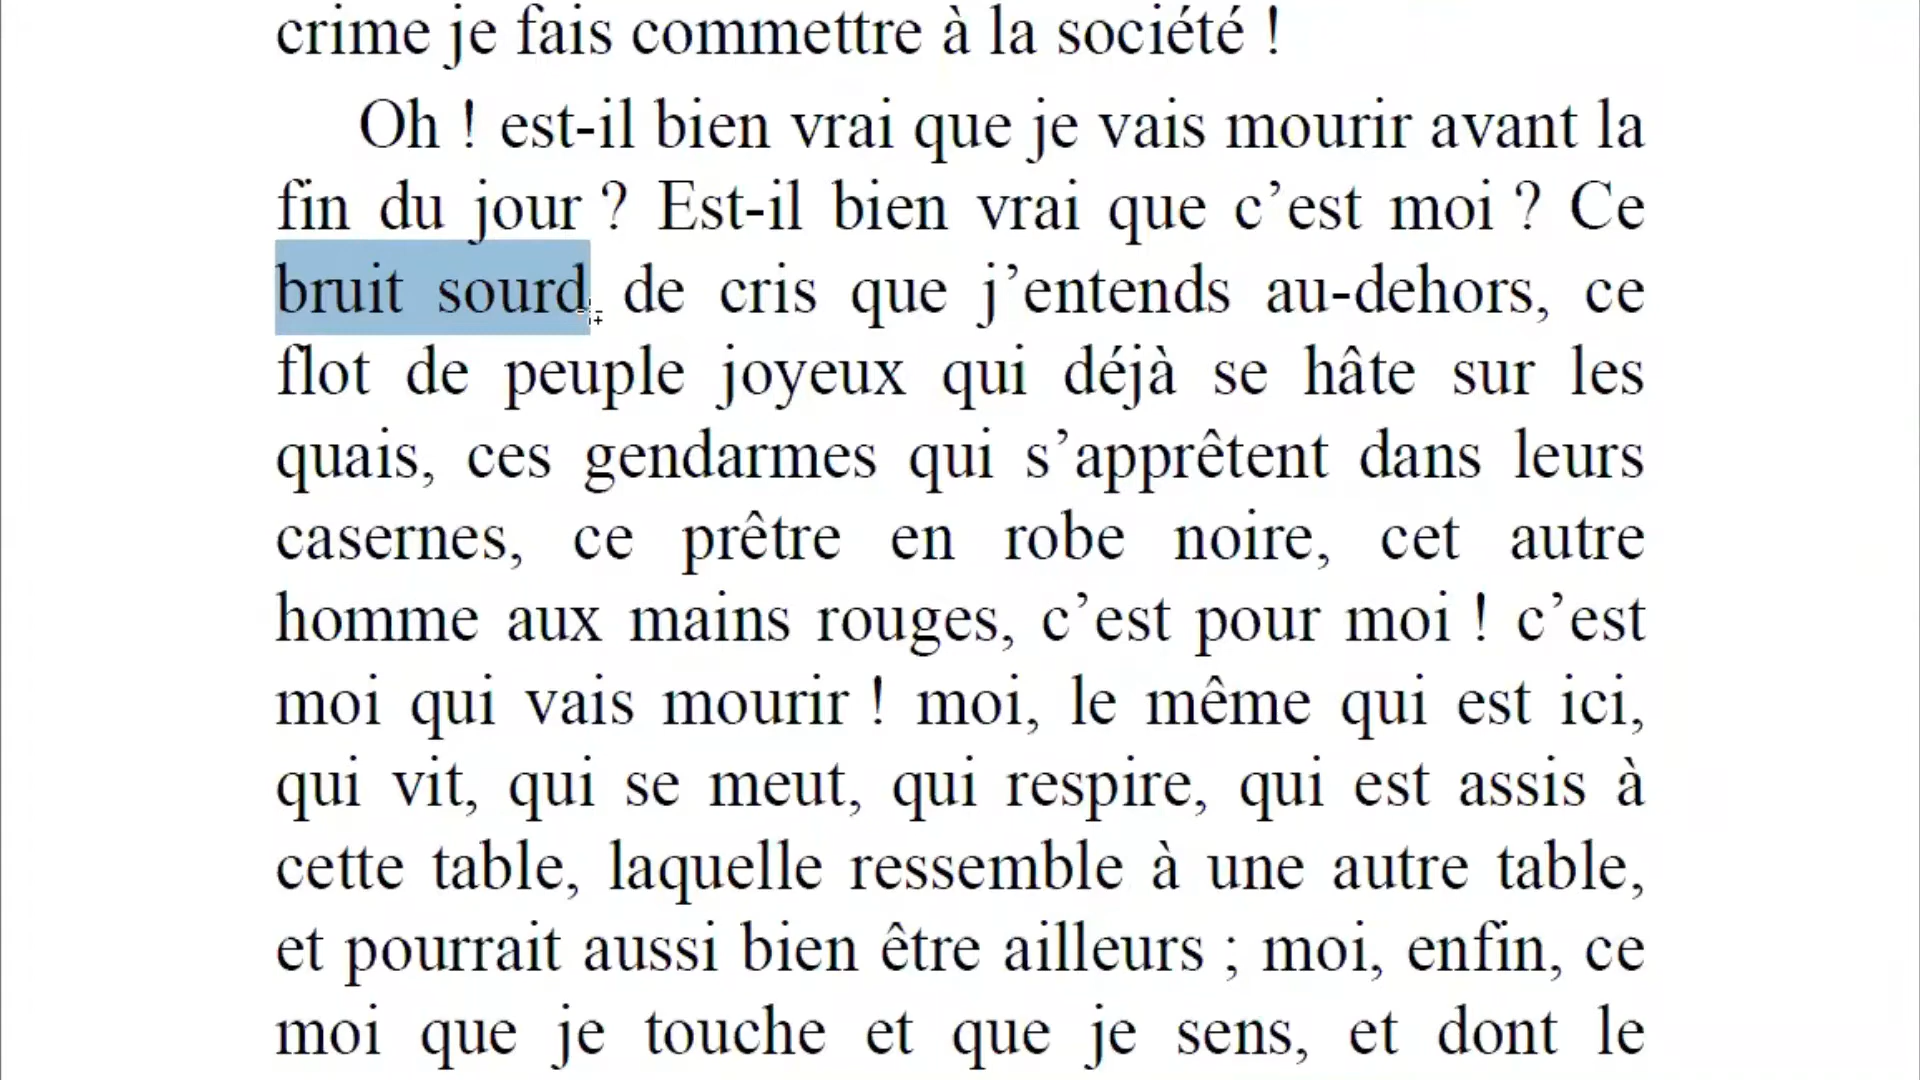 crime je fais commettre à la société !
Oh ! est-il bien vrai que je vais mourir avant la
fin du jour ? Est-il bien vrai que c’est moi ? Ce
bruit sourd de cris que j’entends au-dehors, ce
flot de peuple joyeux qui déjà se hâte sur les
quais, ces gendarmes qui s’apprêtent dans leurs
casernes, ce prêtre en robe noire, cet autre
homme aux mains rouges, c’est pour moi ! c’est
moi qui vais mourir ! moi, le même qui est ici,
qui vit, qui se meut, qui respire, qui est assis à
cette table, laquelle ressemble à une autre table,
et pourrait aussi bien être ailleurs ; moi, enfin, ce
moi que je touche et que je sens, et dont le